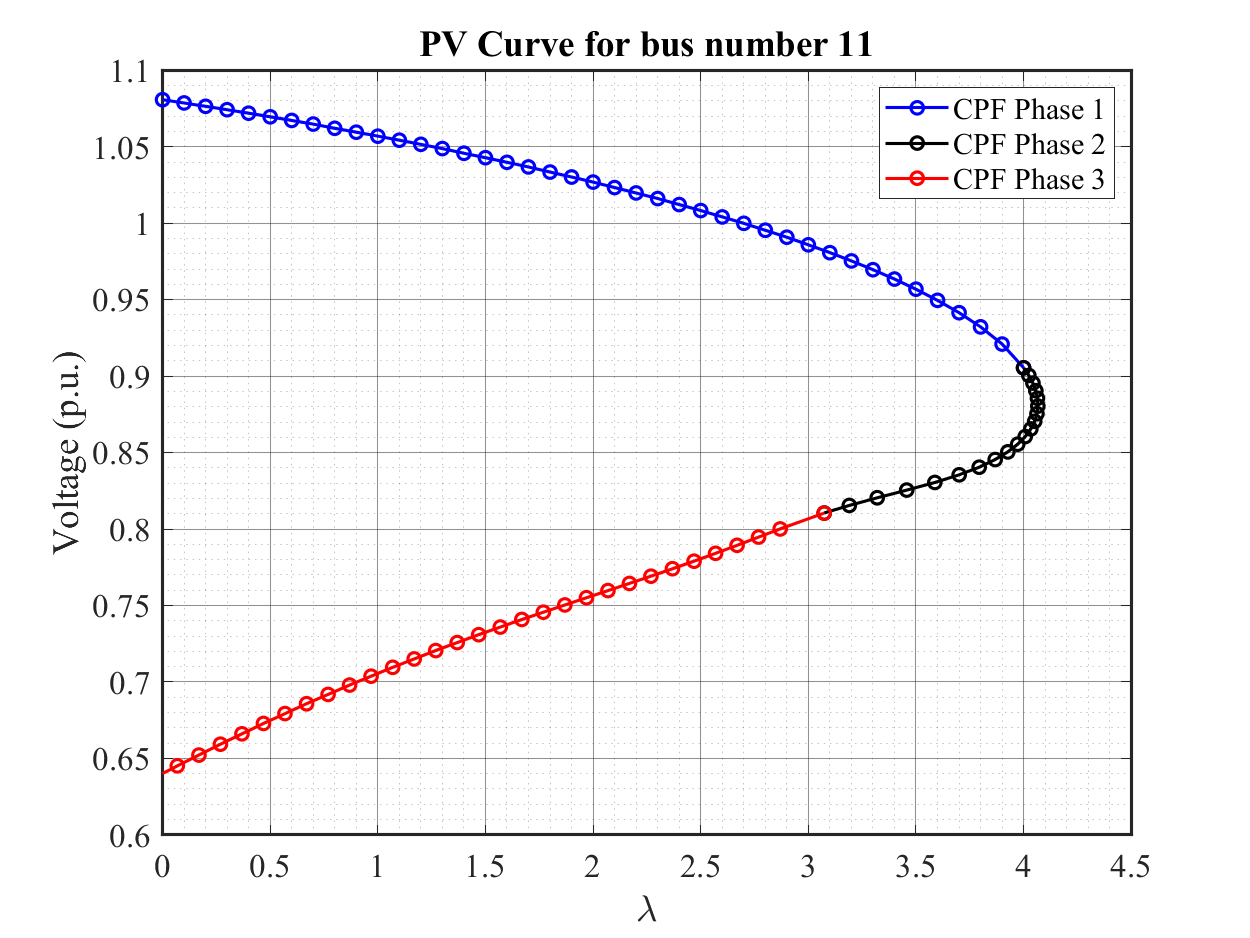 PV Curve for bus number 11
CPF Phase 1
CPF Phase 2
CPF Phase 3
Voltage (p.u.)
1.1
1.05
1
0.95
0.9
0.85
0.8
0.75
0.7
0.65
0.6
0 0.5 1 1.5 2 2.5 3 3.5 4 4.5
λ